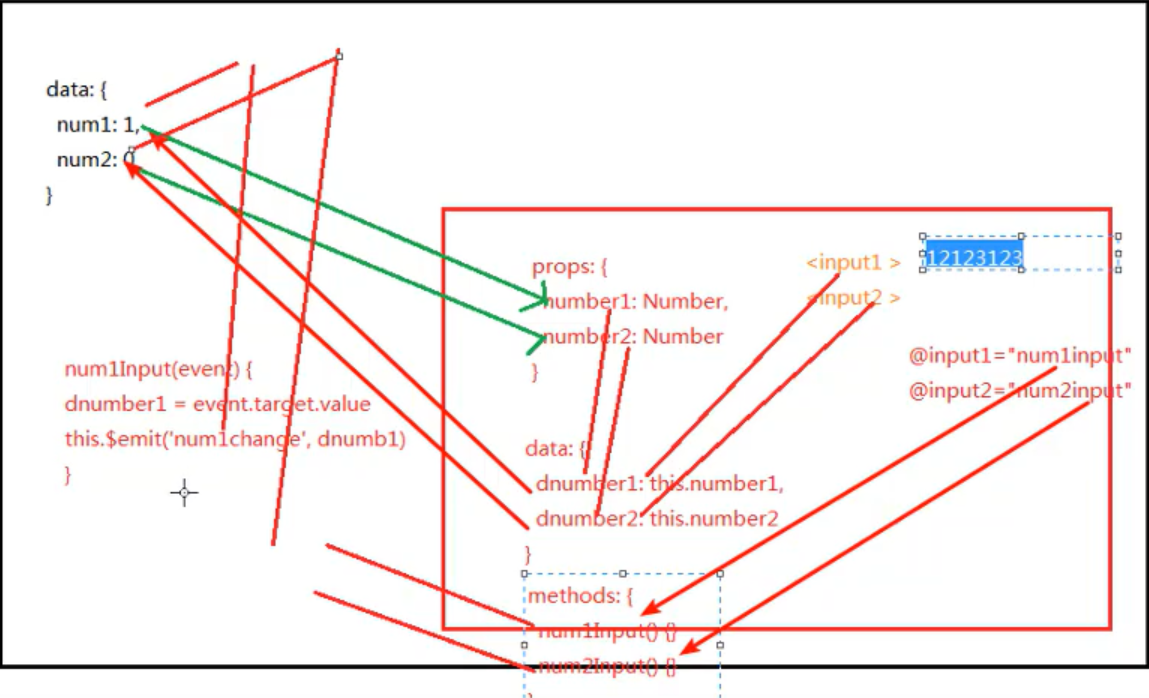 data: {
num1: 1,
num2: 0
}
num1Input(event) {
dnumber1 = event.target.value
this.$emit('num1change', dnumb1)
}
props: {
number1: Number,
number2: Number
}
data: {
dnumber1: this.number1,
dnumber2: this.number2
}
methods: {
num1Input() {}
num2Input() {}
}
<input1 >
<input2 >
12123123
@input1="num1input"
@input2="num2input"